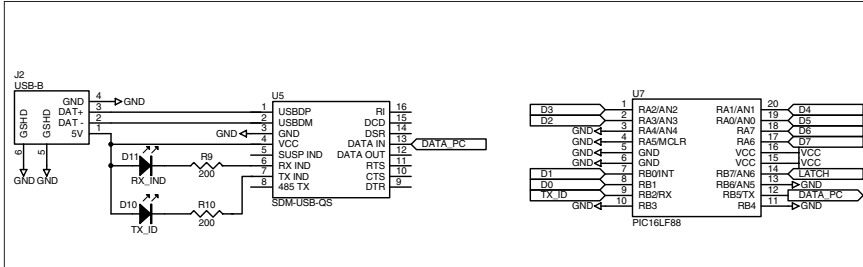 J2
USB-B
GND 4 GND
DAT+ 3
DAT - 2
5V 1
GSHD GSHD
6 5
GND GND
D11
RX_IND
R9
200
D10
TX_ID
R10
200
U5
1 USBDP RI 16
2 USBDM DCD 15
GND 3 GND DSR 14
4 VCC DATA IN 13 DATA_PC
5 SUSP IND DATA OUT 12
6 RX IND RTS 11
7 TX IND CTS 10
8 485 TX DTR 9
SDM-USB-QS
U7
D3 1 RA2/AN2 RA1/AN1 20 D4
D2 2 RA3/AN3 RA0/AN0 19 D5
GND 3 RA4/AN4 RA7 18 D6
GND 4 RA5/MCLR RA6 17 D7
GND 5 GND VCC 16 VCC
GND 6 GND VCC 15 VCC
D1 7 RB0/INT RB7/AN6 14 LATCH
D0 8 RB1 RB6/AN5 13 GND
TX_ID 9 RB2/RX RB5/TX 12 DATA_PC
GND 10 RB3 RB4 11 GND
PIC16LF88